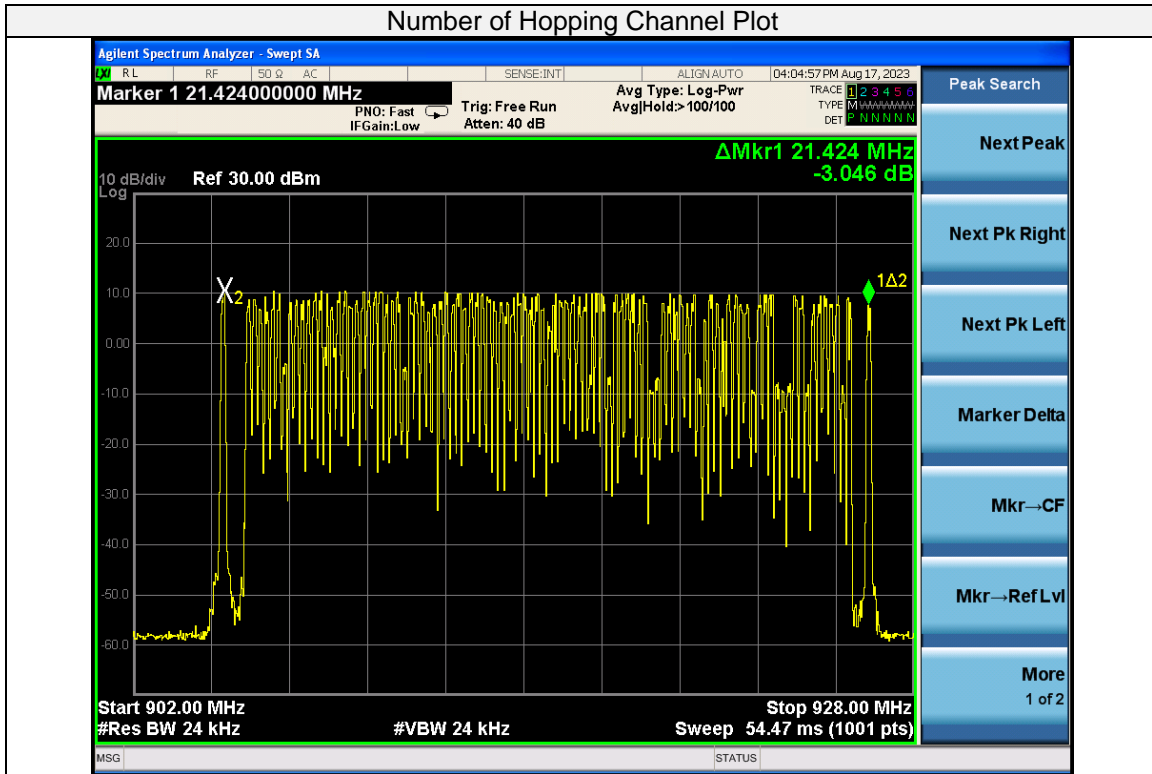 Number of Hopping Channel Plot
Agilent Spectrum Analyzer - Swept SA
LXI RL RF 50 Ω AC SENSE:INT ALIGN AUTO 04:04:57 PM Aug 17, 2023
Marker 1 21.424000000 MHz
PNO: Fast
IFGain:Low
Trig: Free Run
Atten: 40 dB
Avg Type: Log-Pwr
Avg|Hold:>100/100
TRACE 1 2 3 4 5 6
TYPE M
DET P N N N N N
ΔMkr1 21.424 MHz
-3.046 dB
10 dB/div Ref 30.00 dBm
Log
20.0
10.0
0.00
-10.0
-20.0
-30.0
-40.0
-50.0
-60.0
2
1Δ2
Start 902.00 MHz Stop 928.00 MHz
#Res BW 24 kHz #VBW 24 kHz Sweep 54.47 ms (1001 pts)
MSG STATUS
Peak Search
Next Peak
Next Pk Right
Next Pk Left
Marker Delta
Mkr→CF
Mkr→Ref Lvl
More
1 of 2